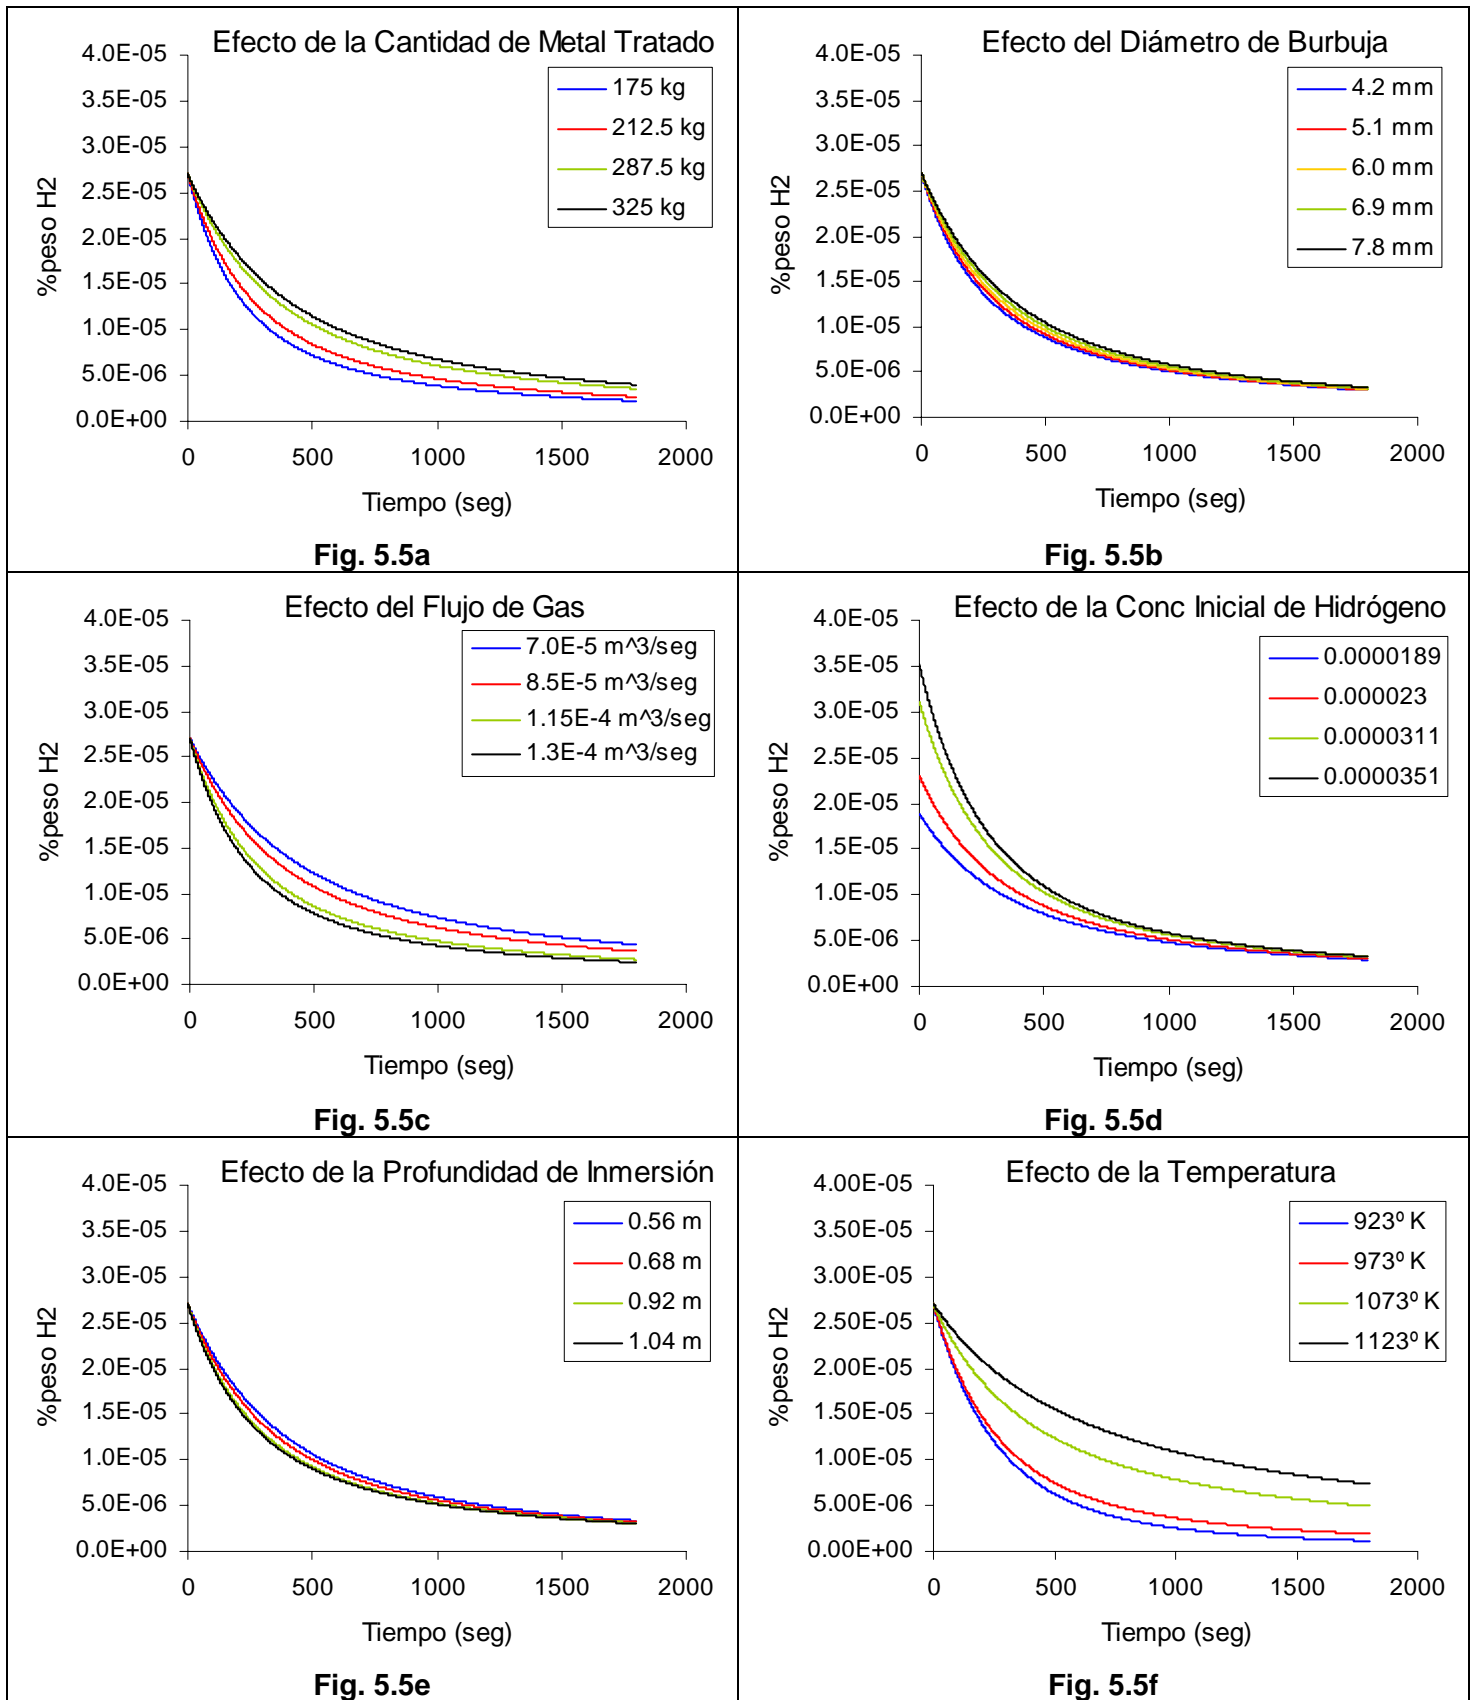 Efecto de la Cantidad de Metal Tratado
4.0E-05
3.5E-05
3.0E-05
2.5E-05
2.0E-05
1.5E-05
1.0E-05
5.0E-06
0.0E+00
%peso H2
175 kg
212.5 kg
287.5 kg
325 kg
0 500 1000 1500 2000
Tiempo (seg)
Fig. 5.5a
Efecto del Diámetro de Burbuja
4.0E-05
3.5E-05
3.0E-05
2.5E-05
2.0E-05
1.5E-05
1.0E-05
5.0E-06
0.0E+00
%peso H2
4.2 mm
5.1 mm
6.0 mm
6.9 mm
7.8 mm
0 500 1000 1500 2000
Tiempo (seg)
Fig. 5.5b
Efecto del Flujo de Gas
4.0E-05
3.5E-05
3.0E-05
2.5E-05
2.0E-05
1.5E-05
1.0E-05
5.0E-06
0.0E+00
%peso H2
7.0E-5 m^3/seg
8.5E-5 m^3/seg
1.15E-4 m^3/seg
1.3E-4 m^3/seg
0 500 1000 1500 2000
Tiempo (seg)
Fig. 5.5c
Efecto de la Conc Inicial de Hidrógeno
4.0E-05
3.5E-05
3.0E-05
2.5E-05
2.0E-05
1.5E-05
1.0E-05
5.0E-06
0.0E+00
%peso H2
0.0000189
0.000023
0.0000311
0.0000351
0 500 1000 1500 2000
Tiempo (seg)
Fig. 5.5d
Efecto de la Profundidad de Inmersión
4.0E-05
3.5E-05
3.0E-05
2.5E-05
2.0E-05
1.5E-05
1.0E-05
5.0E-06
0.0E+00
%peso H2
0.56 m
0.68 m
0.92 m
1.04 m
0 500 1000 1500 2000
Tiempo (seg)
Fig. 5.5e
Efecto de la Temperatura
4.00E-05
3.50E-05
3.00E-05
2.50E-05
2.00E-05
1.50E-05
1.00E-05
5.00E-06
0.00E+00
%peso H2
923º K
973º K
1073º K
1123º K
0 500 1000 1500 2000
Tiempo (seg)
Fig. 5.5f